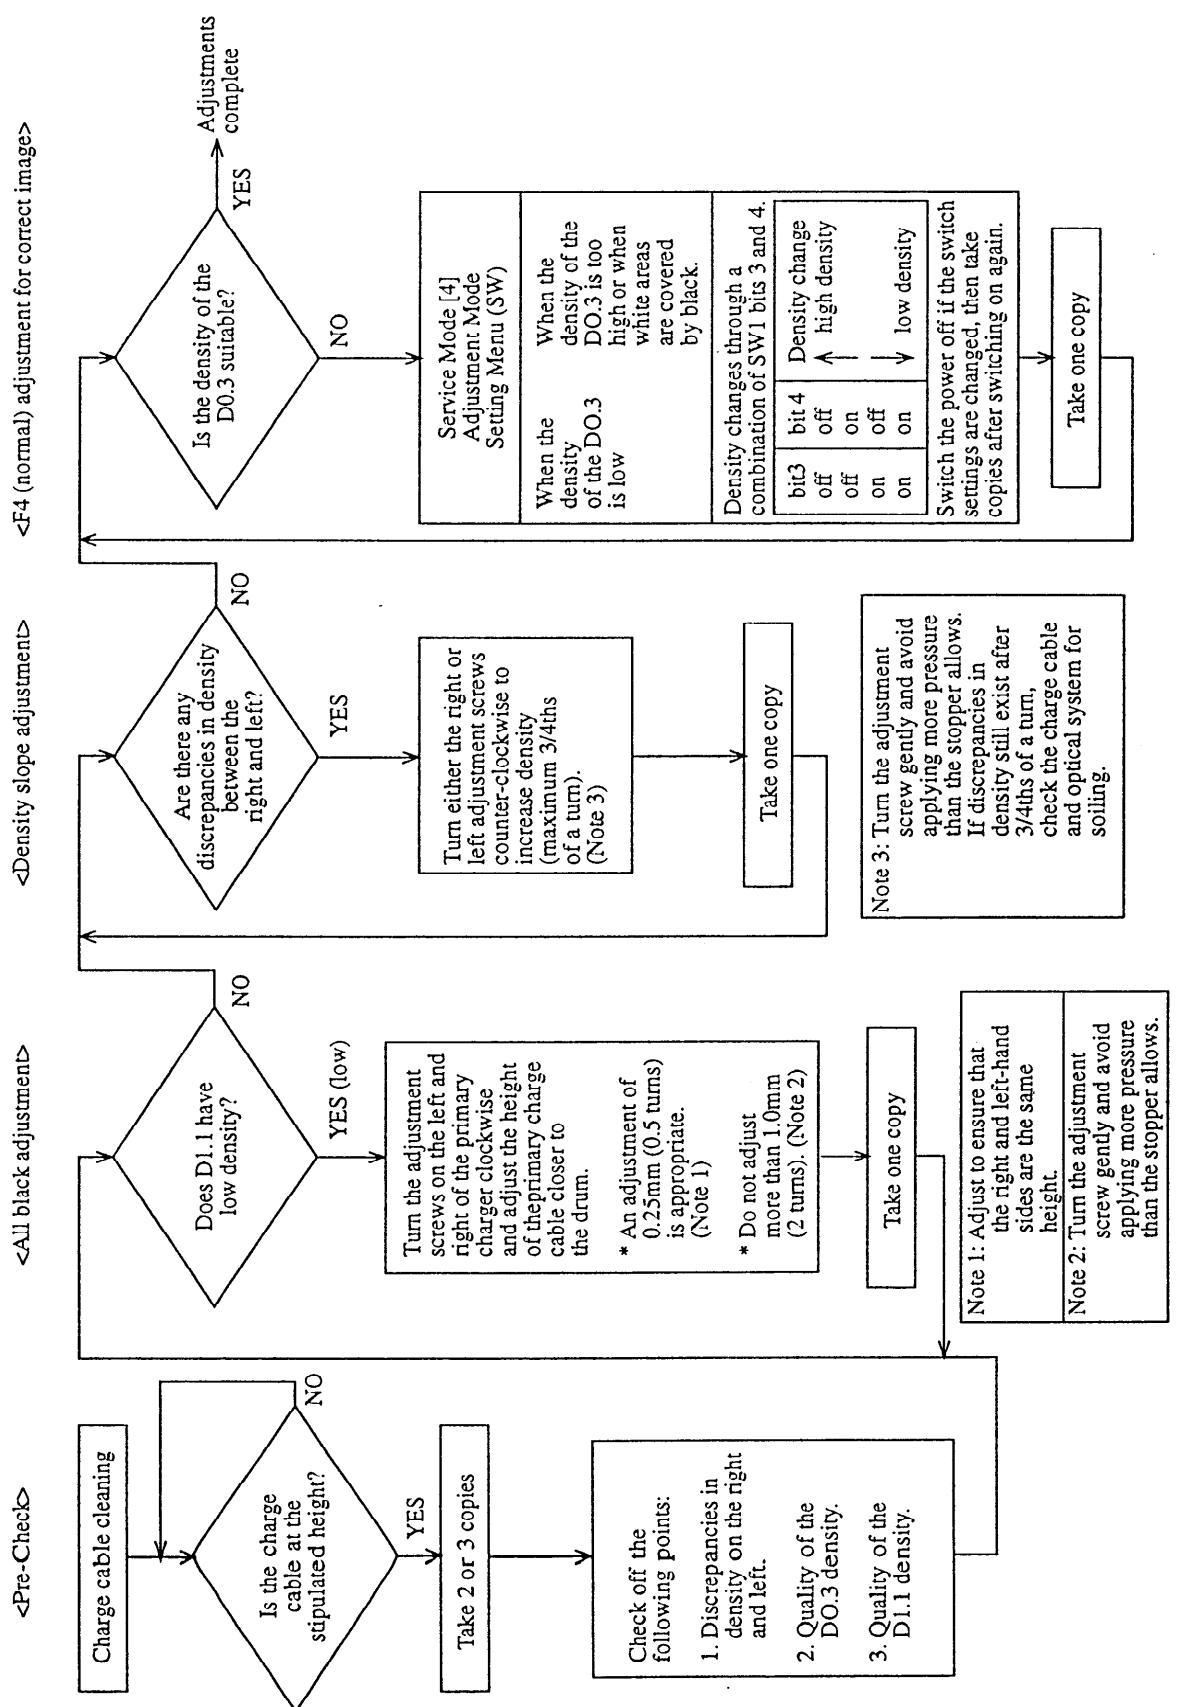 <Pre-Check>
Charge cable cleaning
Is the charge
cable at the
stipulated height?
NO
YES
Take 2 or 3 copies
Check off the
following points:
1. Discrepancies in
density on the right
and left.
2. Quality of the
DO.3 density.
3. Quality of the
D1.1 density.
<All black adjustment>
Does D1.1 have
low density?
NO
YES (low)
Turn the adjustment
screws on the left and
right of the primary
charger clockwise
and adjust the height
of theprimary charge
cable closer to
the drum.
* An adjustment of
0.25mm (0.5 turns)
is appropriate.
(Note 1)
* Do not adjust
more than 1.0mm
(2 turns). (Note 2)
Take one copy
Note 1: Adjust to ensure that
the right and left-hand
sides are the same
height.
Note 2: Turn the adjustment
screw gently and avoid
applying more pressure
than the stopper allows.
<Density slope adjustment>
Are there any
discrepancies in density
between the
right and left?
NO
YES
Turn either the right or
left adjustment screws
counter-clockwise to
increase density
(maximum 3/4ths
of a turn).
(Note 3)
Take one copy
Note 3: Turn the adjustment
screw gently and avoid
applying more pressure
than the stopper allows.
If discrepancies in
density still exist after
3/4ths of a turn,
check the charge cable
and optical system for
soiling.
<F4 (normal) adjustment for correct image>
Is the density of the
D0.3 suitable?
YES
Adjustments
complete
NO
Service Mode [4]
Adjustment Mode
Setting Menu (SW)
When the
density
of the DO.3
is low
When the
density of the
DO.3 is too
high or when
white areas
are covered
by black.
Density changes through a
combination of SW1 bits 3 and 4.
bit3 bit 4 Density change
off off high density
off on
on off
on on low density
Switch the power off if the switch
settings are changed, then take
copies after switching on again.
Take one copy